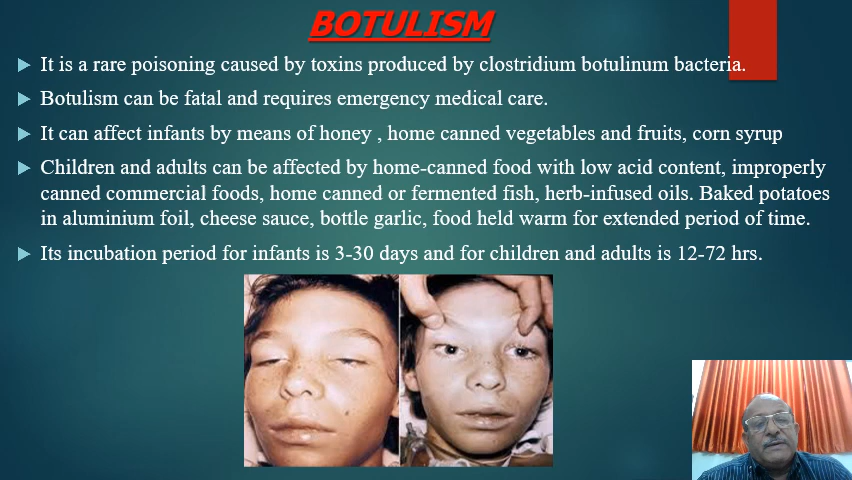 BOTULISM
It is a rare poisoning caused by toxins produced by clostridium botulinum bacteria.
Botulism can be fatal and requires emergency medical care.
It can affect infants by means of honey , home canned vegetables and fruits, corn syrup
Children and adults can be affected by home-canned food with low acid content, improperly
canned commercial foods, home canned or fermented fish, herb-infused oils. Baked potatoes
in aluminium foil, cheese sauce, bottle garlic, food held warm for extended period of time.
Its incubation period for infants is 3-30 days and for children and adults is 12-72 hrs.